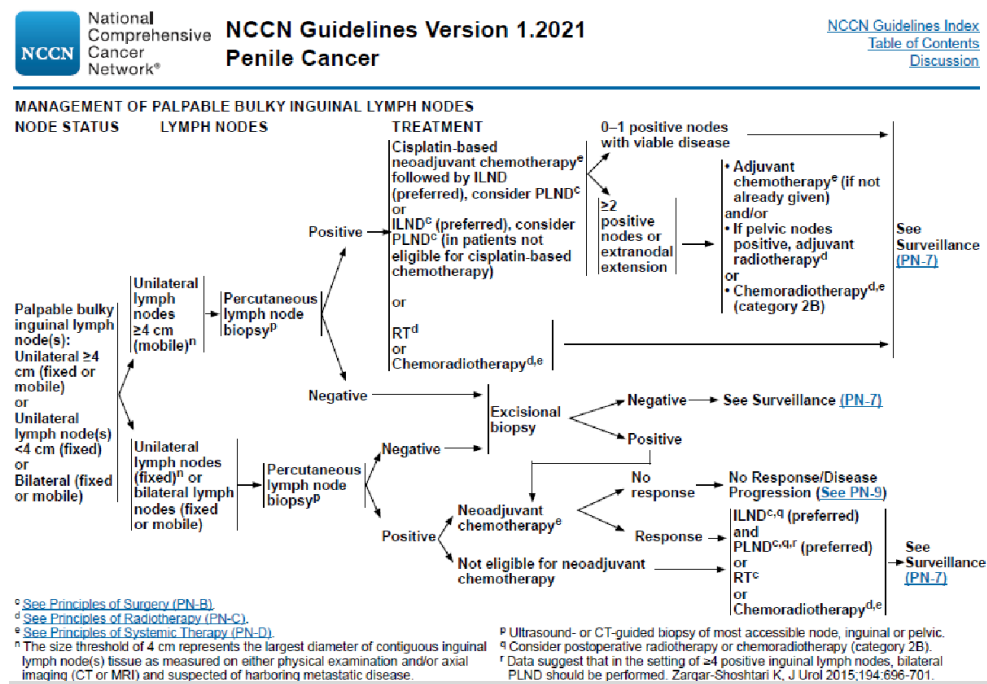 National
Comprehensive
Cancer
Network®
NCCN
NCCN Guidelines Version 1.2021
Penile Cancer
NCCN Guidelines Index
Table of Contents
Discussion
MANAGEMENT OF PALPABLE BULKY INGUINAL LYMPH NODES
NODE STATUS
LYMPH NODES
TREATMENT
Palpable bulky
inguinal lymph
node(s):
Unilateral ≥4
cm (fixed or
mobile)
or
Unilateral
lymph node(s)
<4 cm (fixed)
or
Bilateral (fixed
or mobile)
Unilateral
lymph
nodes
≥4 cm
(mobile)n
Percutaneous
lymph node
biopsyp
Positive
Cisplatin-based
neoadjuvant chemotherapye
followed by ILND
(preferred), consider PLNDc
or
ILNDc (preferred), consider
PLNDc (in patients not
eligible for cisplatin-based
chemotherapy)
or
RTd
or
Chemoradiotherapyd,e
0–1 positive nodes
with viable disease
≥2
positive
nodes or
extranodal
extension
• Adjuvant
chemotherapye (if not
already given)
and/or
• If pelvic nodes
positive, adjuvant
radiotherapyd
or
• Chemoradiotherapyd,e
(category 2B)
See
Surveillance
(PN-7)
Negative
Unilateral
lymph nodes
(fixed)n or
bilateral lymph
nodes (fixed
or mobile)
Percutaneous
lymph node
biopsyp
Negative
Excisional
biopsy
Negative
See Surveillance (PN-7)
Positive
Positive
Neoadjuvant
chemotherapye
No
response
No Response/Disease
Progression (See PN-9)
Response
Not eligible for neoadjuvant
chemotherapy
ILNDc,q (preferred)
and
PLNDc,q,r (preferred)
or
RTc
or
Chemoradiotherapyd,e
See
Surveillance
(PN-7)
c See Principles of Surgery (PN-B).
d See Principles of Radiotherapy (PN-C).
e See Principles of Systemic Therapy (PN-D).
n The size threshold of 4 cm represents the largest diameter of contiguous inguinal
lymph node(s) tissue as measured on either physical examination and/or axial
imaging (CT or MRI) and suspected of harboring metastatic disease.
p Ultrasound- or CT-guided biopsy of most accessible node, inguinal or pelvic.
q Consider postoperative radiotherapy or chemoradiotherapy (category 2B).
r Data suggest that in the setting of ≥4 positive inguinal lymph nodes, bilateral
PLND should be performed. Zargar-Shoshtari K, J Urol 2015;194:696-701.